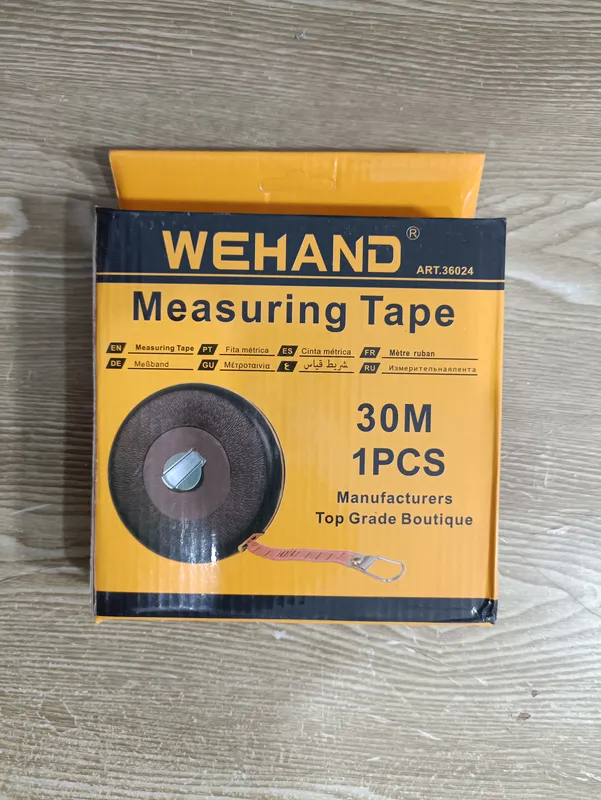 WEHAND®
ART.36024
Measuring Tape
EN Measuring Tape PT Fita métrica ES Cinta métrica FR Mètre ruban
DE Meßband GU Μέτροταινία ع شريط قياس RU Измерительнаялента
30M
1PCS
Manufacturers
Top Grade Boutique